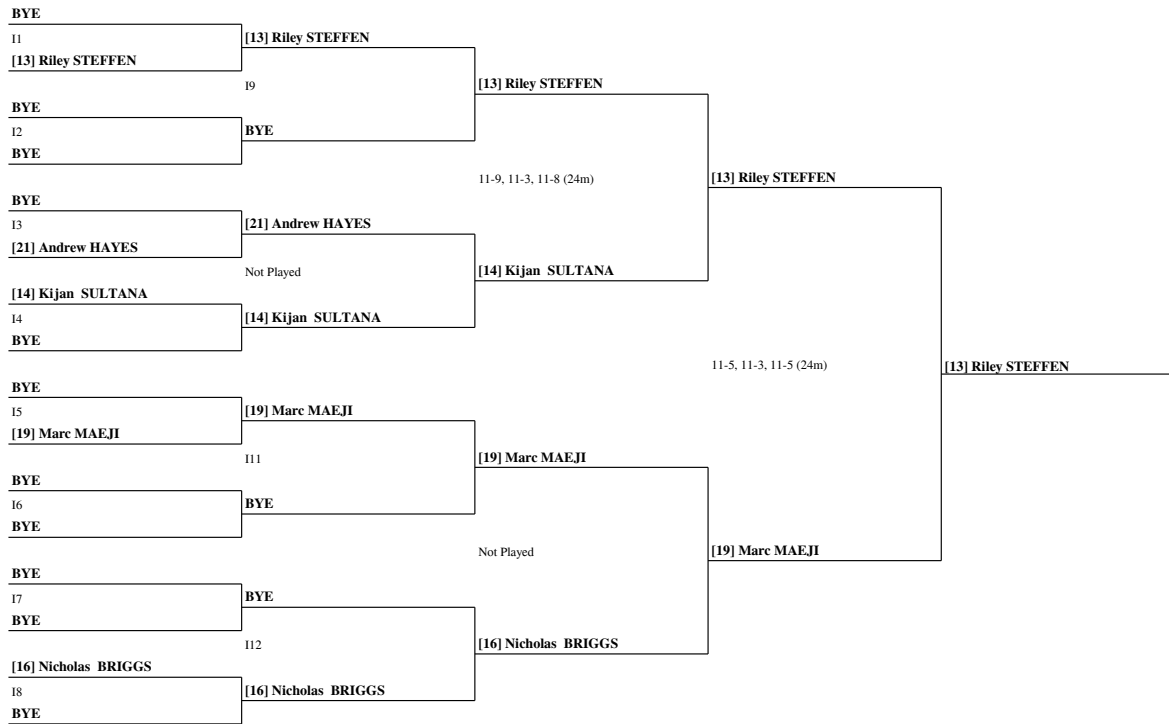 BYE
I1
[13] Riley STEFFEN
BYE
I2
BYE
BYE
I3
[21] Andrew HAYES
[14] Kijan  SULTANA
I4
BYE
BYE
I5
[19] Marc MAEJI
BYE
I6
BYE
BYE
I7
BYE
[16] Nicholas  BRIGGS
I8
BYE
[13] Riley STEFFEN
I9
BYE
[21] Andrew HAYES
Not Played
[14] Kijan  SULTANA
[19] Marc MAEJI
I11
BYE
BYE
I12
[16] Nicholas  BRIGGS
[13] Riley STEFFEN
11-9, 11-3, 11-8 (24m)
[14] Kijan  SULTANA
[19] Marc MAEJI
Not Played
[16] Nicholas  BRIGGS
[13] Riley STEFFEN
11-5, 11-3, 11-5 (24m)
[19] Marc MAEJI
[13] Riley STEFFEN